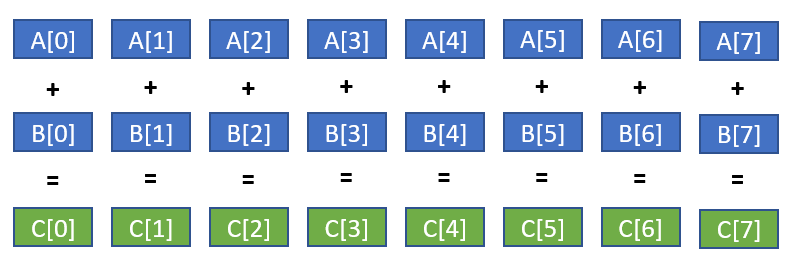 A[0] A[1] A[2] A[3] A[4] A[5] A[6] A[7]
+ + + + + + + +
B[0] B[1] B[2] B[3] B[4] B[5] B[6] B[7]
= = = = = = = =
C[0] C[1] C[2] C[3] C[4] C[5] C[6] C[7]